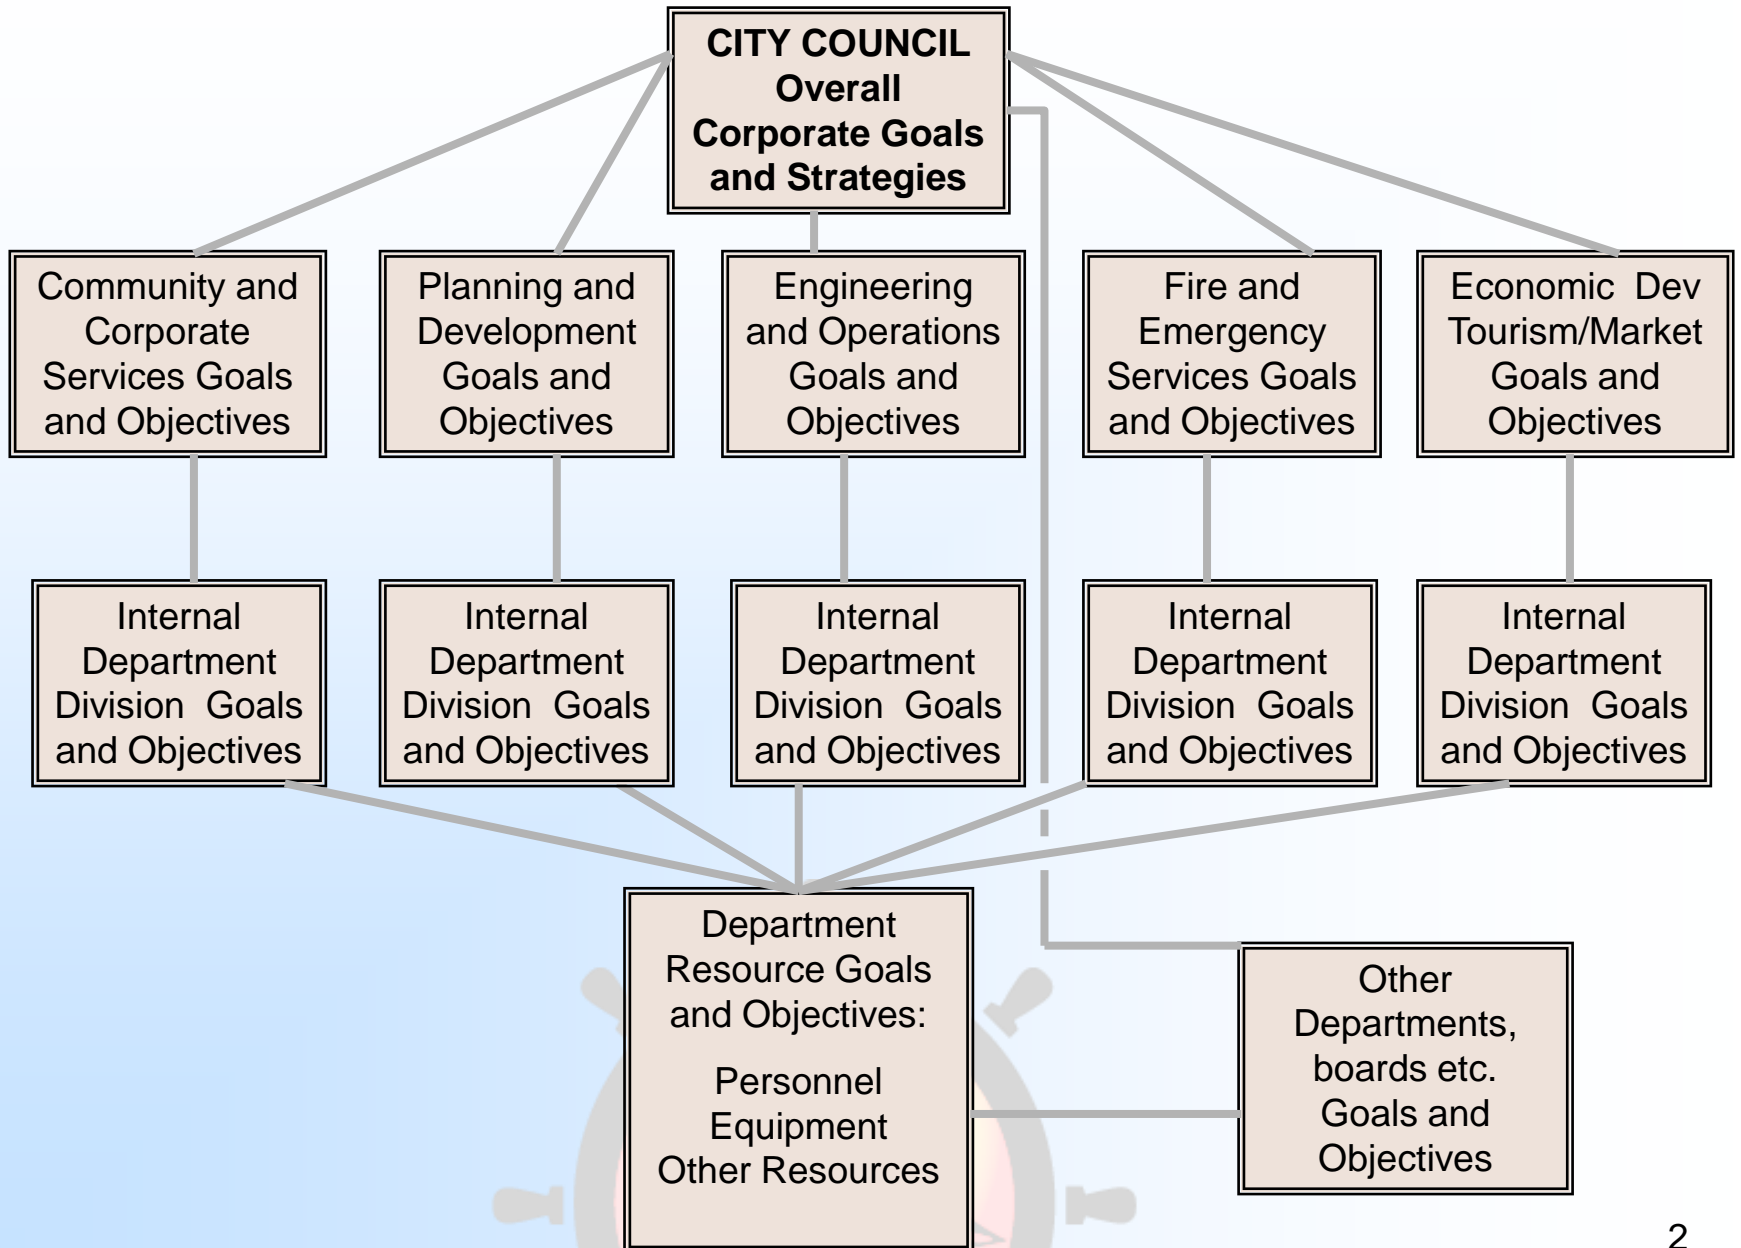 CITY COUNCIL
Overall
Corporate Goals
and Strategies
Community and
Corporate
Services Goals
and Objectives
Planning and
Development
Goals and
Objectives
Engineering
and Operations
Goals and
Objectives
Fire and
Emergency
Services Goals
and Objectives
Economic  Dev
Tourism/Market
Goals and
Objectives
Internal
Department
Division  Goals
and Objectives
Internal
Department
Division  Goals
and Objectives
Internal
Department
Division  Goals
and Objectives
Internal
Department
Division  Goals
and Objectives
Internal
Department
Division  Goals
and Objectives
Department
Resource Goals
and Objectives:
Personnel
Equipment
Other Resources
Other
Departments,
boards etc.
Goals and
Objectives
2